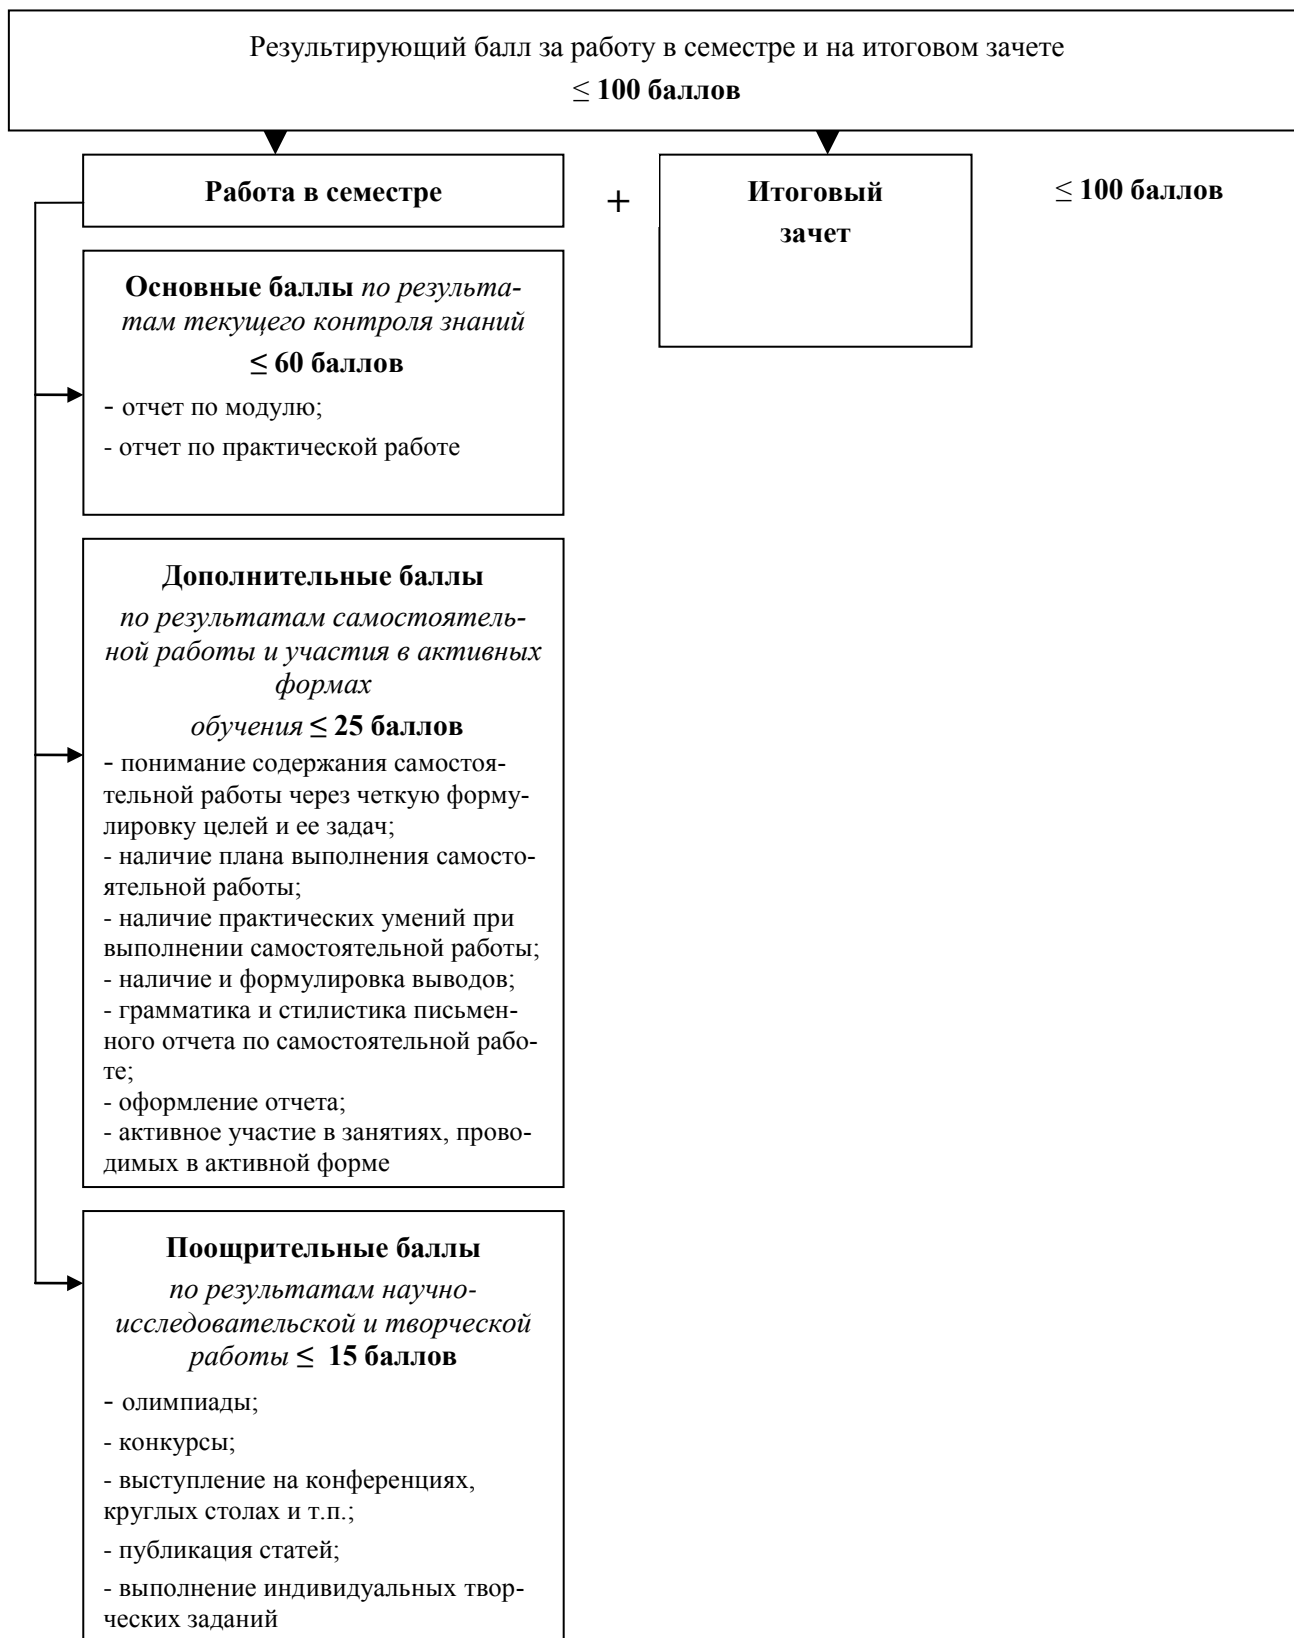 Результирующий балл за работу в семестре и на итоговом зачете
≤ 100 баллов
Работа в семестре
+
Итоговый
зачет
≤ 100 баллов
Основные баллы по результа-
там текущего контроля знаний
≤ 60 баллов
- отчет по модулю;
- отчет по практической работе
Дополнительные баллы
по результатам самостоятель-
ной работы и участия в активных
формах
обучения ≤ 25 баллов
- понимание содержания самостоя-
тельной работы через четкую форму-
лировку целей и ее задач;
- наличие плана выполнения самосто-
ятельной работы;
- наличие практических умений при
выполнении самостоятельной работы;
- наличие и формулировка выводов;
- грамматика и стилистика письмен-
ного отчета по самостоятельной рабо-
те;
- оформление отчета;
- активное участие в занятиях, прово-
димых в активной форме
Поощрительные баллы
по результатам научно-
исследовательской и творческой
работы ≤ 15 баллов
- олимпиады;
- конкурсы;
- выступление на конференциях,
круглых столах и т.п.;
- публикация статей;
- выполнение индивидуальных твор-
ческих заданий